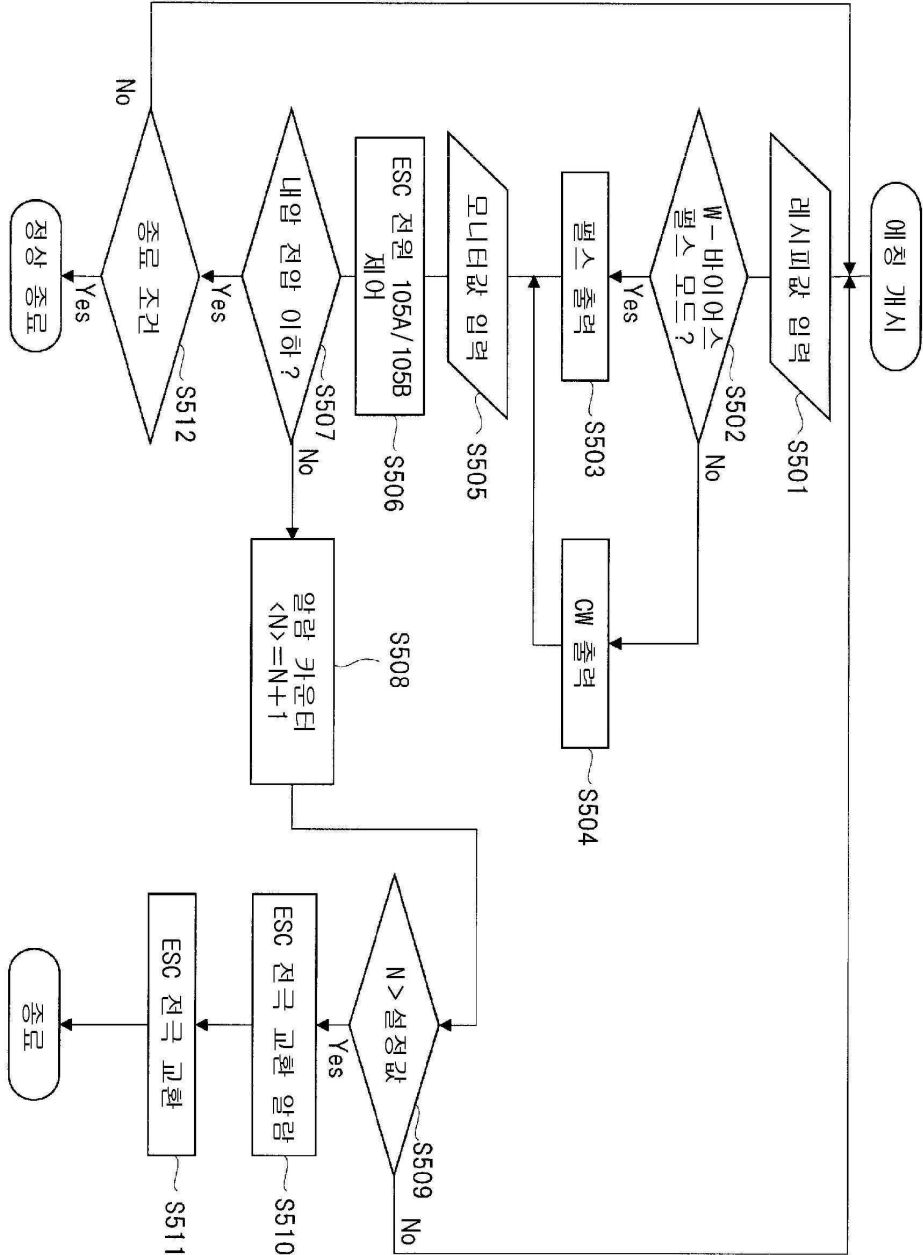 에칭 개시
레시피값 입력
S501
W-바이어스
펄스 모드?
S502
Yes
No
펄스 출력
S503
CW 출력
S504
모니터값 입력
S505
ESC 전원 105A/105B
제어
S506
내압 전압 이하?
S507
Yes
No
알람 카운터
<N>=N+1
S508
N>설정값
S509
Yes
No
ESC 전극 교환 알람
S510
ESC 전극 교환
S511
종료
종료 조건
S512
No
Yes
정상 종료